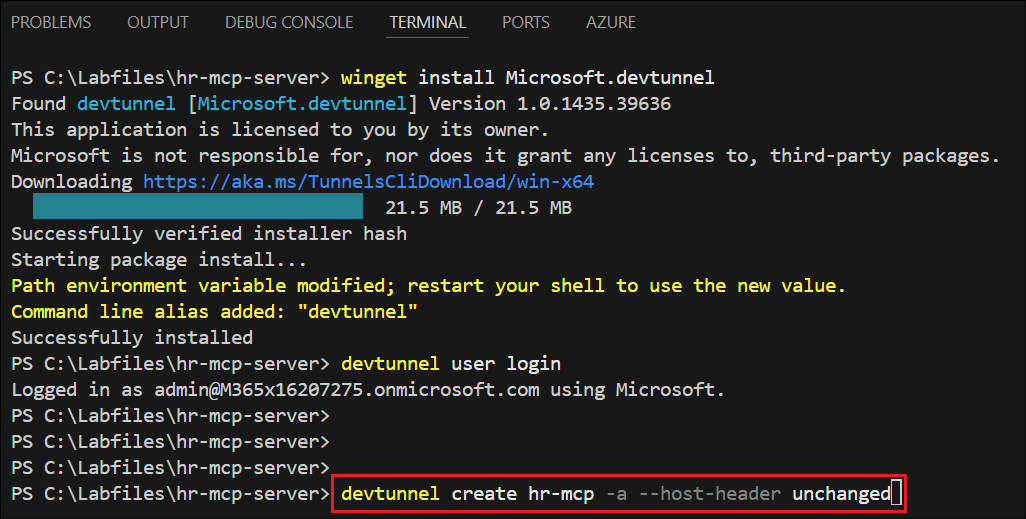 PROBLEMS OUTPUT DEBUG CONSOLE TERMINAL PORTS AZURE
PS C:\Labfiles\hr-mcp-server> winget install Microsoft.devtunnel
Found devtunnel [Microsoft.devtunnel] Version 1.0.1435.39636
This application is licensed to you by its owner.
Microsoft is not responsible for, nor does it grant any licenses to, third-party packages.
Downloading https://aka.ms/TunnelsCliDownload/win-x64
21.5 MB / 21.5 MB
Successfully verified installer hash
Starting package install...
Path environment variable modified; restart your shell to use the new value.
Command line alias added: "devtunnel"
Successfully installed
PS C:\Labfiles\hr-mcp-server> devtunnel user login
Logged in as admin@M365x16207275.onmicrosoft.com using Microsoft.
PS C:\Labfiles\hr-mcp-server>
PS C:\Labfiles\hr-mcp-server>
PS C:\Labfiles\hr-mcp-server>
PS C:\Labfiles\hr-mcp-server> devtunnel create hr-mcp -a --host-header unchanged